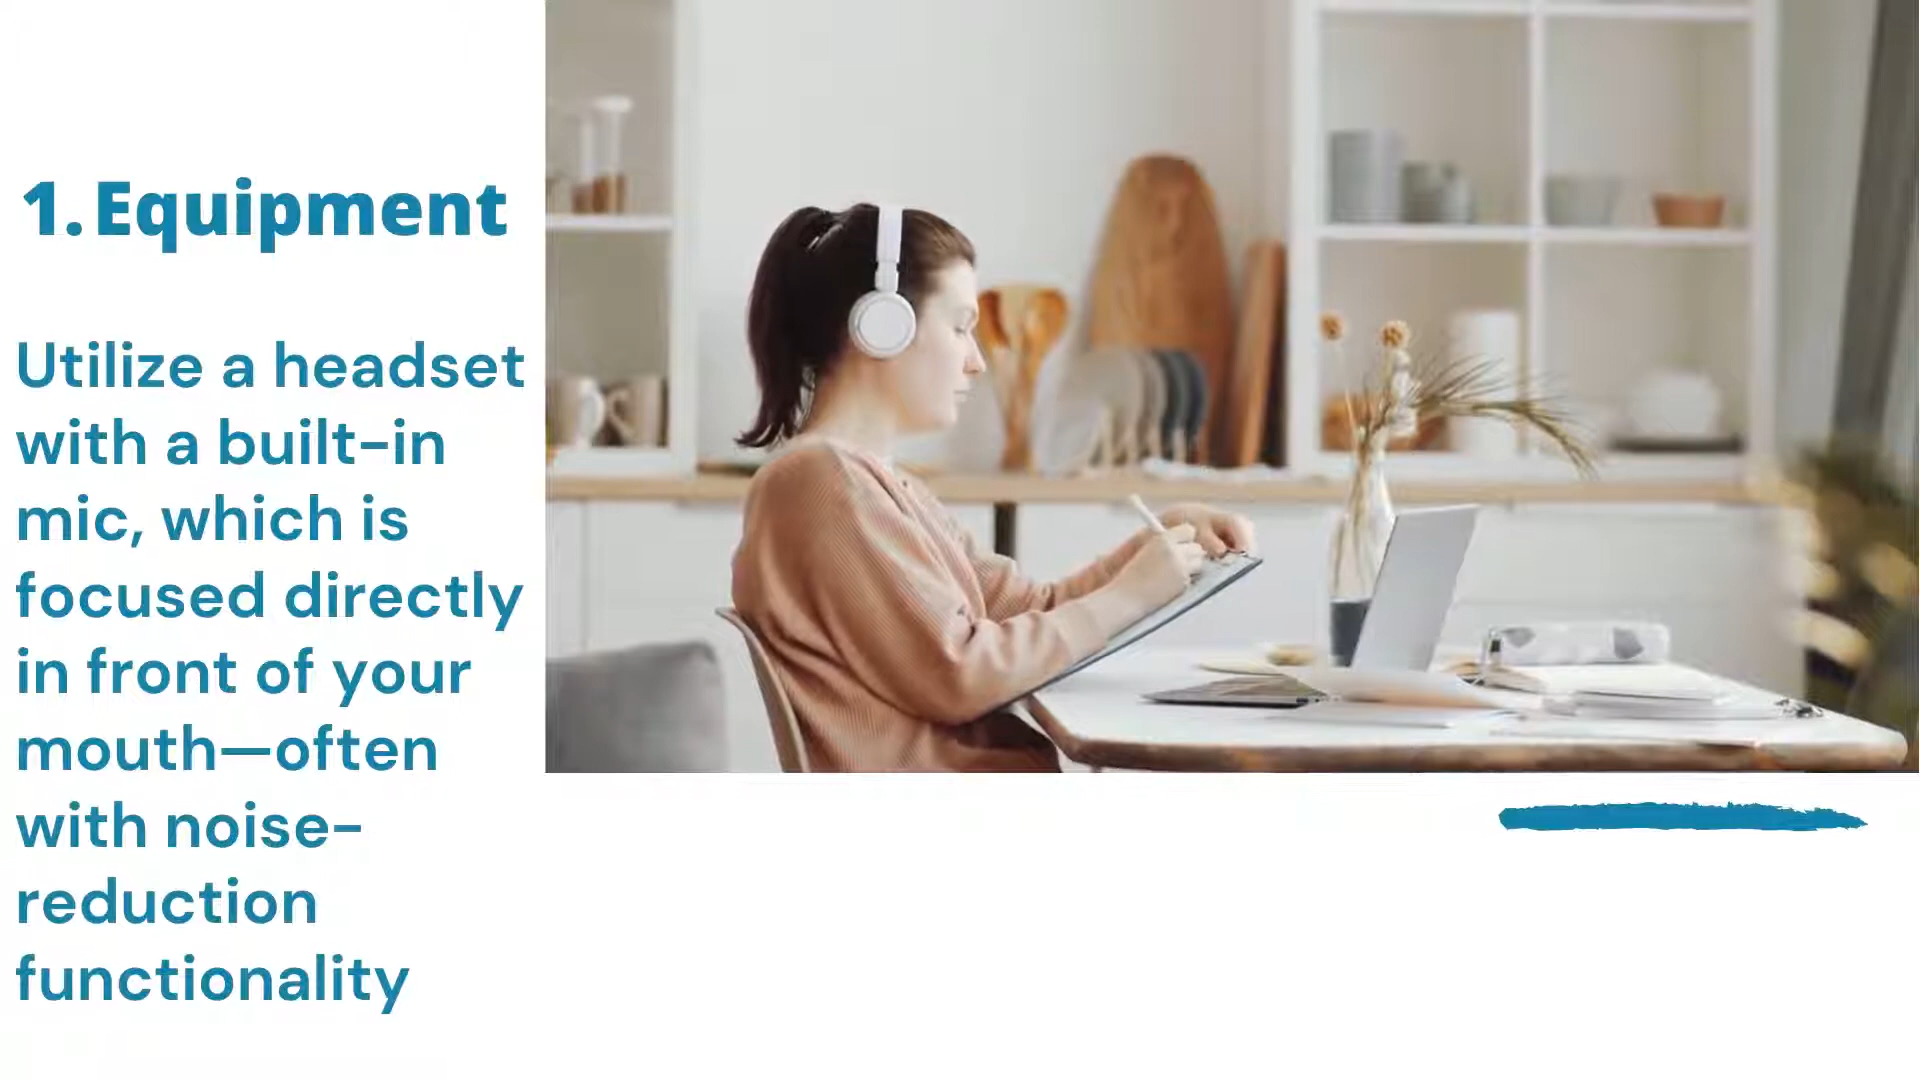 1. Equipment
Utilize a headset
with a built-in
mic, which is
focused directly
in front of your
mouth—often
with noise-
reduction
functionality